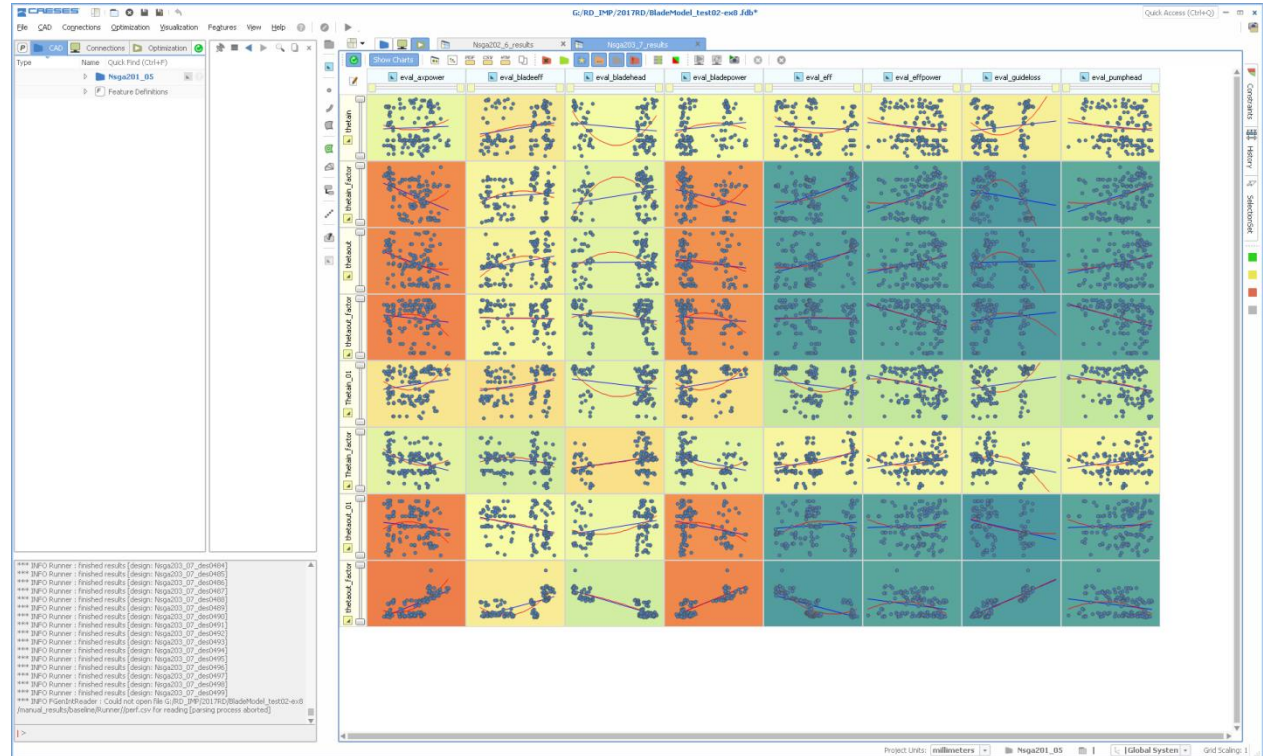 CAESES
G:/RD_IMP/2017RD/BladeModel_test02-ex8 .fdb*
Quick Access (Ctrl+Q)
File CAD Connections Optimization Visualization Features View Help
CAD Connections Optimization
Type Name Quick Find (Ctrl+F)
Nsga201_05
Feature Definitions
Nsga202_6_results
Nsga203_7_results
Show Charts
eval_axpower eval_bladeeff eval_bladehead eval_bladepower eval_eff eval_effpower eval_guideloss eval_pumphead
thetain
thetain_factor
thetaout
thetaout_factor
Thetain_01
Thetain_factor
thetaout_01
thetaout_factor
Constraints
History
SelectionSet
*** INFO Runner : finished results [design: Nsga203_07_des0484]
*** INFO Runner : finished results [design: Nsga203_07_des0485]
*** INFO Runner : finished results [design: Nsga203_07_des0486]
*** INFO Runner : finished results [design: Nsga203_07_des0487]
*** INFO Runner : finished results [design: Nsga203_07_des0488]
*** INFO Runner : finished results [design: Nsga203_07_des0489]
*** INFO Runner : finished results [design: Nsga203_07_des0490]
*** INFO Runner : finished results [design: Nsga203_07_des0491]
*** INFO Runner : finished results [design: Nsga203_07_des0492]
*** INFO Runner : finished results [design: Nsga203_07_des0493]
*** INFO Runner : finished results [design: Nsga203_07_des0494]
*** INFO Runner : finished results [design: Nsga203_07_des0495]
*** INFO Runner : finished results [design: Nsga203_07_des0496]
*** INFO Runner : finished results [design: Nsga203_07_des0497]
*** INFO Runner : finished results [design: Nsga203_07_des0498]
*** INFO Runner : finished results [design: Nsga203_07_des0499]
*** INFO FGenIntReader : Could not open file G:/RD_IMP/2017RD/BladeModel_test02-ex8
/manual_results/baseline/Runner//perf.csv for reading [parsing process aborted]
|>
Project Units: millimeters Nsga201_05 |Global Systen Grid Scaling: 1